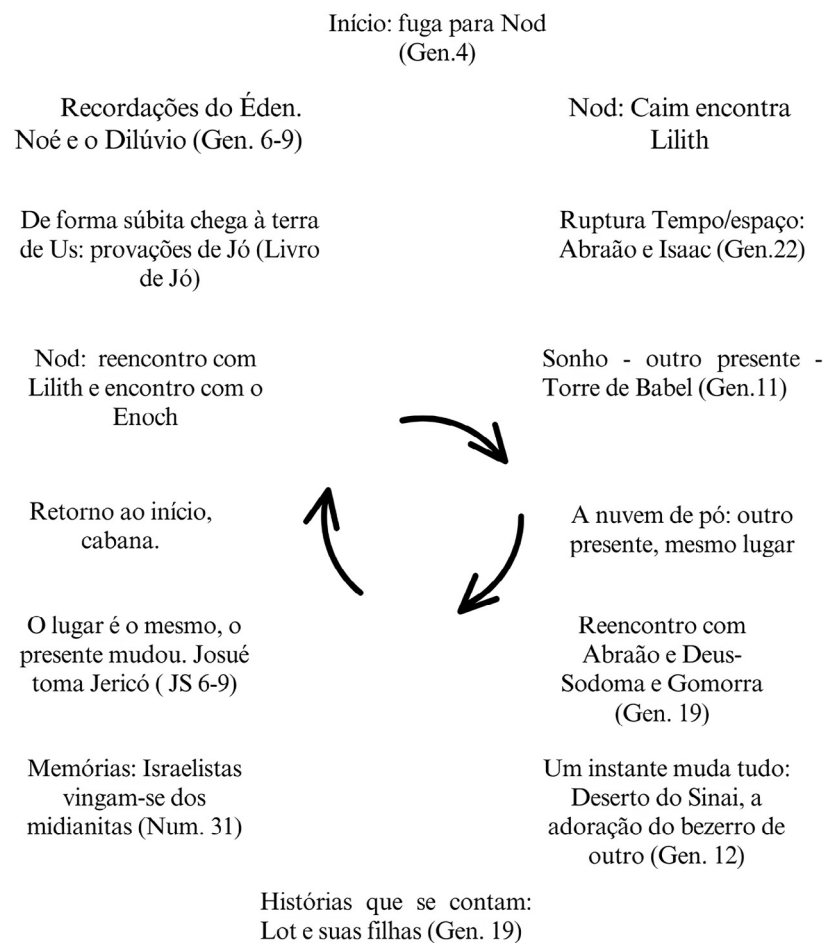 Início: fuga para Nod
(Gen.4)
Nod: Caim encontra
Lilith
Ruptura Tempo/espaço:
Abraão e Isaac (Gen.22)
Sonho - outro presente -
Torre de Babel (Gen.11)
A nuvem de pó: outro
presente, mesmo lugar
Reencontro com
Abraão e Deus-
Sodoma e Gomorra
(Gen. 19)
Um instante muda tudo:
Deserto do Sinai, a
adoração do bezerro de
outro (Gen. 12)
Histórias que se contam:
Lot e suas filhas (Gen. 19)
Memórias: Israelistas
vingam-se dos
midianitas (Num. 31)
O lugar é o mesmo, o
presente mudou. Josué
toma Jericó ( JS 6-9)
Retorno ao início,
cabana.
Nod: reencontro com
Lilith e encontro com o
Enoch
De forma súbita chega à terra
de Us: provações de Jó (Livro
de Jó)
Recordações do Éden.
Noé e o Dilúvio (Gen. 6-9)